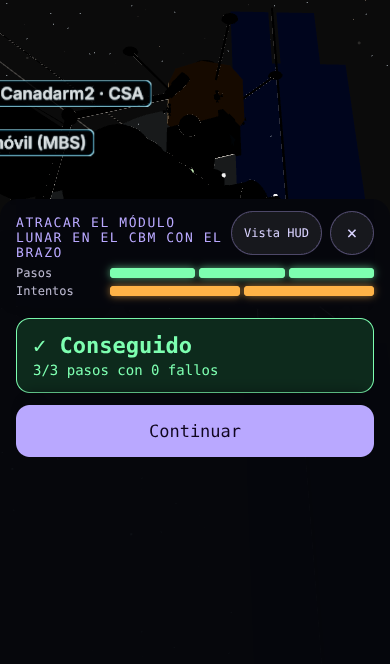 Canadarm2 · CSA
móvil (MBS)
ATRACAR EL MÓDULO
LUNAR EN EL CBM CON EL
BRAZO
Vista HUD
×
Pasos
Intentos
✓ Conseguido
3/3 pasos con 0 fallos
Continuar